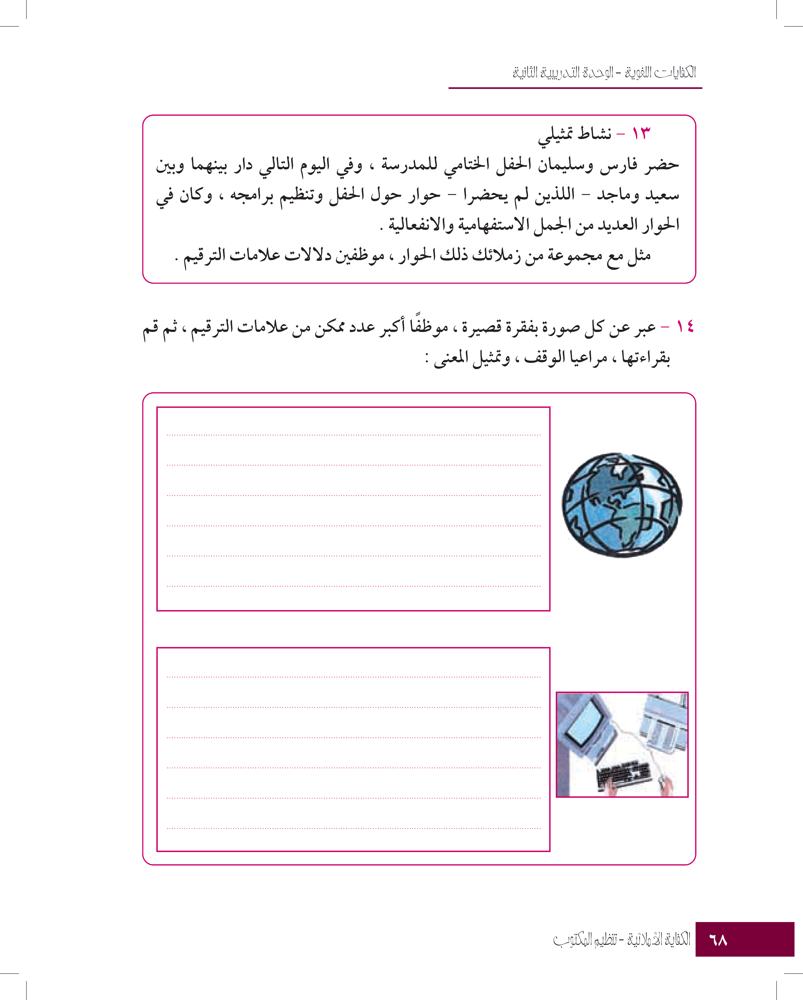 الكفايات اللغوية - الوحدة التدريبية الثانية
١٣ - نشاط تمثيلي
حضر فارس وسليمان الحفل الختامي للمدرسة ، وفي اليوم التالي دار بينهما وبين
سعيد وماجد - اللذين لم يحضرا - حوار حول الحفل وتنظيم برامجه ، وكان في
الحوار العديد من الجمل الاستفهامية والانفعالية .
مثل مع مجموعة من زملائك ذلك الحوار ، موظفين دلالات علامات الترقيم .
١٤ - عبر عن كل صورة بفقرة قصيرة ، موظفًا أكبر عدد ممكن من علامات الترقيم ، ثم قم
بقراءتها ، مراعيا الوقف ، وتمثيل المعنى :
الكفاية الأملائية - تنظيم المكتوب
٦٨